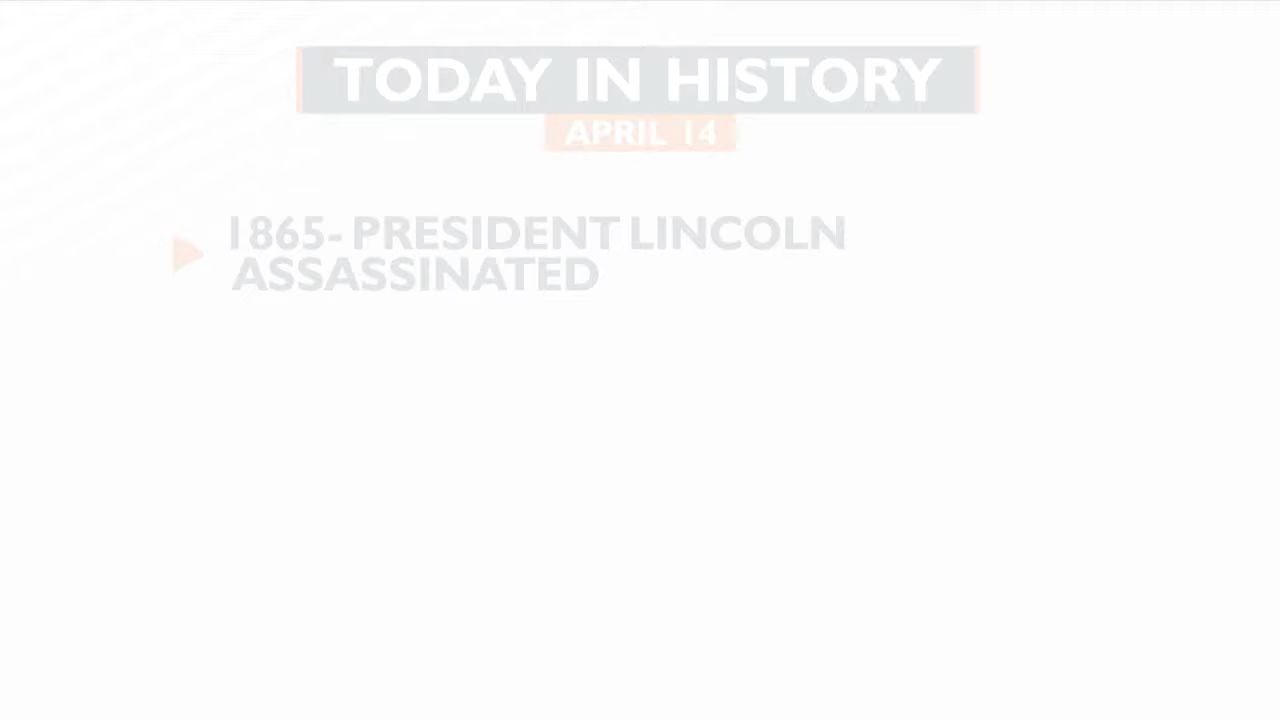 TODAY IN HISTORY
APRIL 14
1865- PRESIDENT LINCOLN
ASSASSINATED